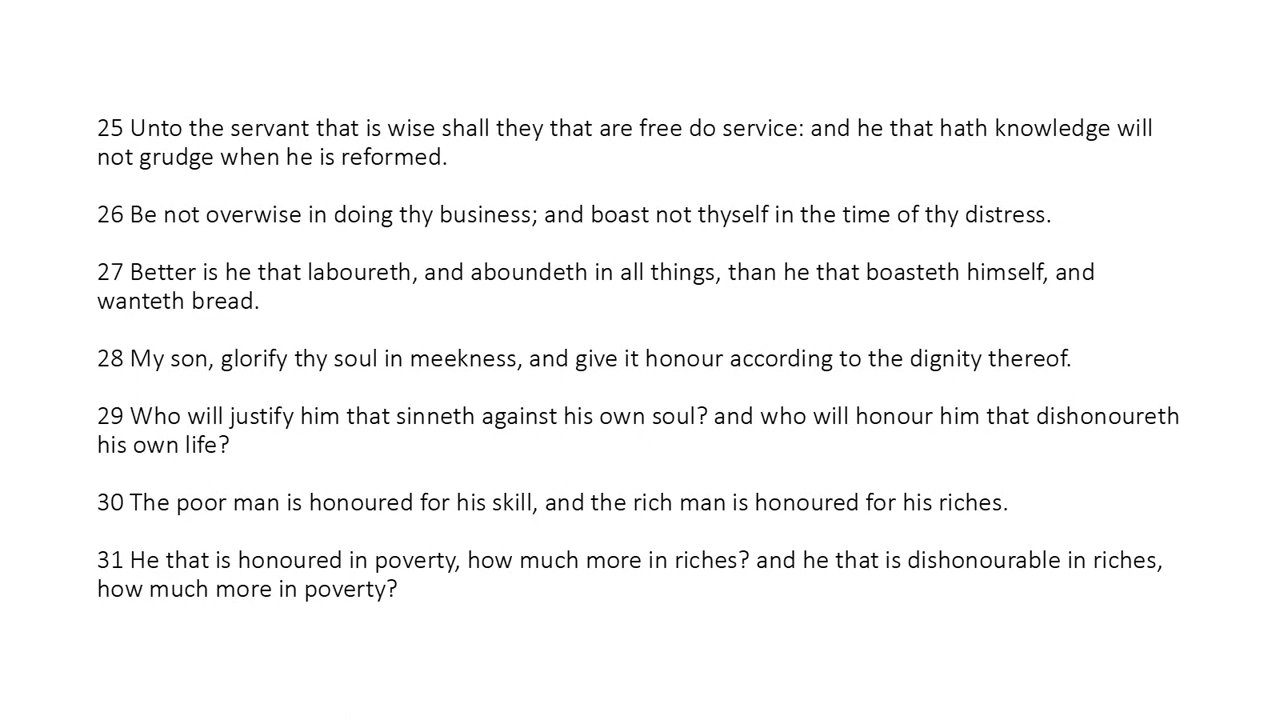 25 Unto the servant that is wise shall they that are free do service: and he that hath knowledge will
not grudge when he is reformed.
26 Be not overwise in doing thy business; and boast not thyself in the time of thy distress.
27 Better is he that laboureth, and aboundeth in all things, than he that boasteth himself, and
wanteth bread.
28 My son, glorify thy soul in meekness, and give it honour according to the dignity thereof.
29 Who will justify him that sinneth against his own soul? and who will honour him that dishonoureth
his own life?
30 The poor man is honoured for his skill, and the rich man is honoured for his riches.
31 He that is honoured in poverty, how much more in riches? and he that is dishonourable in riches,
how much more in poverty?